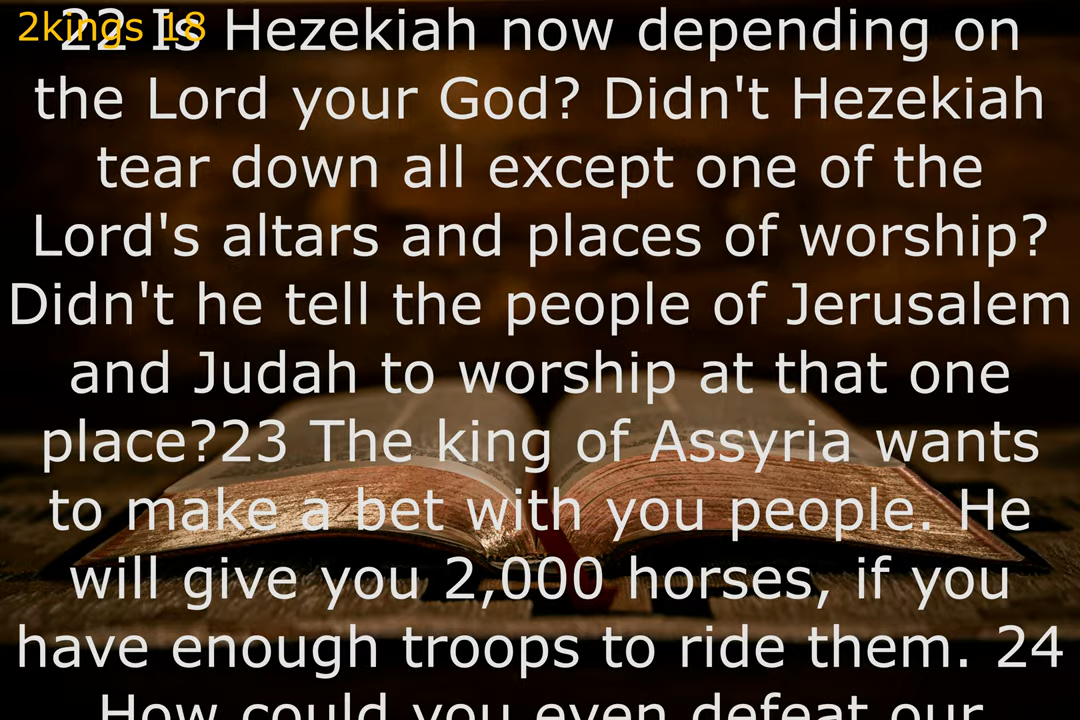 2kings 18
22 Is Hezekiah now depending on
the Lord your God? Didn't Hezekiah
tear down all except one of the
Lord's altars and places of worship?
Didn't he tell the people of Jerusalem
and Judah to worship at that one
place?23 The king of Assyria wants
to make a bet with you people. He
will give you 2,000 horses, if you
have enough troops to ride them. 24
How could you even defeat our